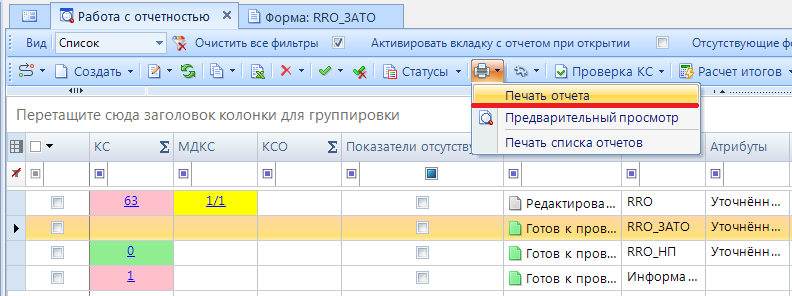 Работа с отчетностью Форма: RRO_ЗАТО
Вид Список Очистить все фильтры Активировать вкладку с отчетом при открытии Отсутствующие фо
Создать Статусы Проверка КС Расчет итогов
Печать отчета
Предварительный просмотр
Печать списка отчетов
Перетащите сюда заголовок колонки для группировки
КС Σ МДКС Σ КСО Σ Показатели отсутству Атрибуты
63 1/1 Редактирова... RRO Уточнённ...
Готов к пров... RRO_ЗАТО Уточнённ...
0 Готов к пров... RRO_НП Уточнённ...
1 Готов к пров... Информа...